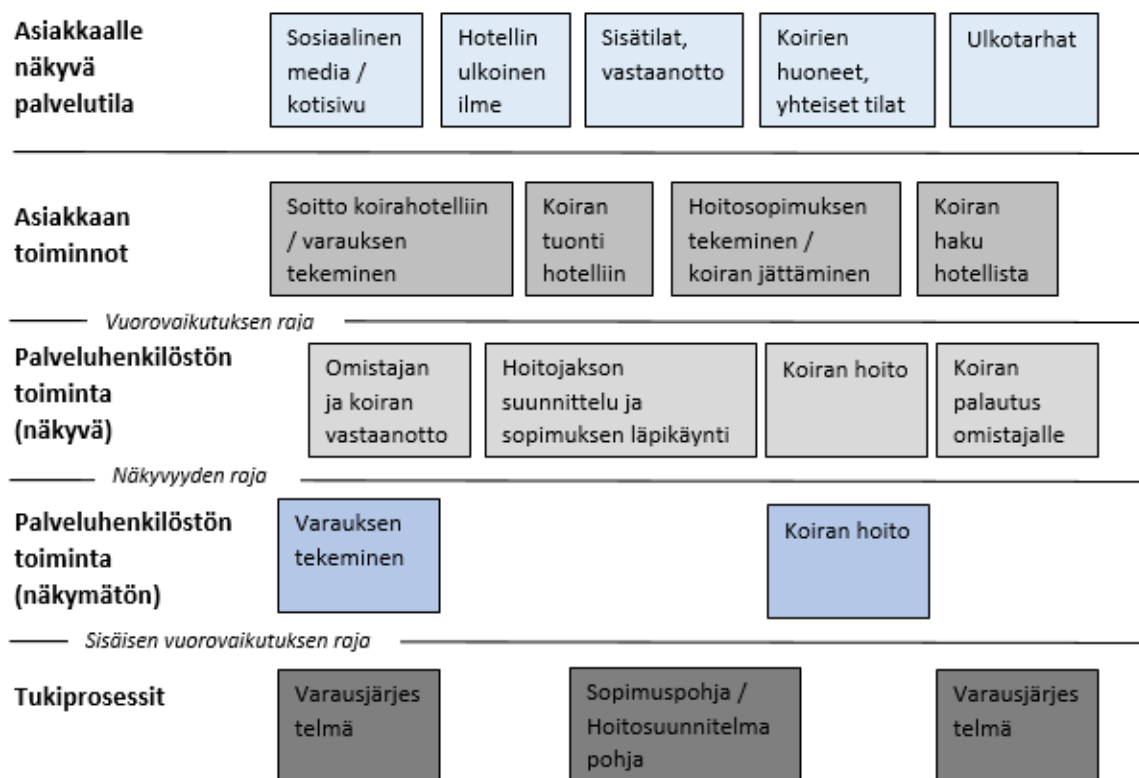 Asiakkaalle
näkyvä
palvelutila
Sosiaalinen
media /
kotisivu
Hotellin
ulkoinen
ilme
Sisätilat,
vastaanotto
Koirien
huoneet,
yhteiset tilat
Ulkotarhat
Asiakkaan
toiminnot
Soitto koirahotelliin
/ varauksen
tekeminen
Koiran
tuonti
hotelliin
Hoitosopimuksen
tekeminen /
koiran jättäminen
Koiran
haku
hotellista
Vuorovaikutuksen raja
Palveluhenkilöstön
toiminta
(näkyvä)
Omistajan
ja koiran
vastaanotto
Hoitojakson
suunnittelu ja
sopimuksen läpikäynti
Koiran hoito
Koiran
palautus
omistajalle
Näkyvyyden raja
Palveluhenkilöstön
toiminta
(näkymätön)
Varauksen
tekeminen
Koiran hoito
Sisäisen vuorovaikutuksen raja
Tukiprosessit
Varausjärjes
telmä
Sopimuspohja /
Hoitosuunnitelma
pohja
Varausjärjes
telmä